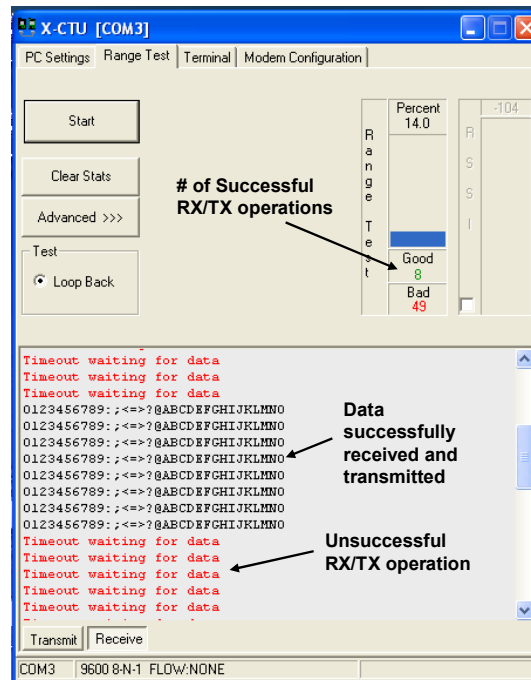 X-CTU [COM3]
PC Settings Range Test Terminal Modem Configuration
Start
Clear Stats
Advanced >>>
Test
Loop Back
# of Successful
RX/TX operations
Range Test
Percent
14.0
Good
8
Bad
49
-104
RSSI
Timeout waiting for data
Timeout waiting for data
Timeout waiting for data
0123456789:;<=>?@ABCDEFGHIJKLMNO
0123456789:;<=>?@ABCDEFGHIJKLMNO
0123456789:;<=>?@ABCDEFGHIJKLMNO
0123456789:;<=>?@ABCDEFGHIJKLMNO
0123456789:;<=>?@ABCDEFGHIJKLMNO
0123456789:;<=>?@ABCDEFGHIJKLMNO
0123456789:;<=>?@ABCDEFGHIJKLMNO
0123456789:;<=>?@ABCDEFGHIJKLMNO
Timeout waiting for data
Timeout waiting for data
Timeout waiting for data
Timeout waiting for data
Timeout waiting for data
Data
successfully
received and
transmitted
Unsuccessful
RX/TX operation
Transmit Receive
COM3 9600 8-N-1 FLOW:NONE